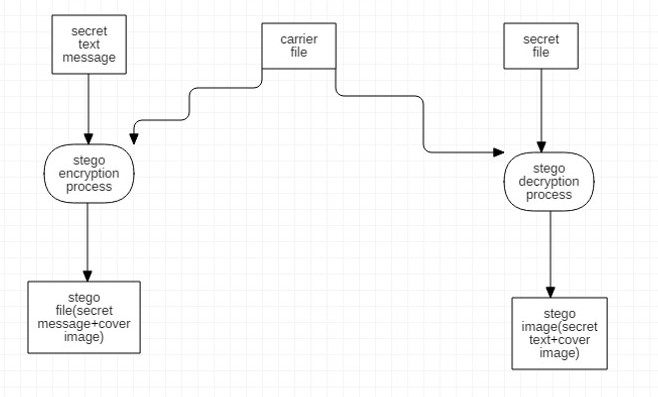 secret
text
message
carrier
file
secret
file
stego
encryption
process
stego
decryption
process
stego
file(secret
message+cover
image)
stego
image(secret
text+cover
image)